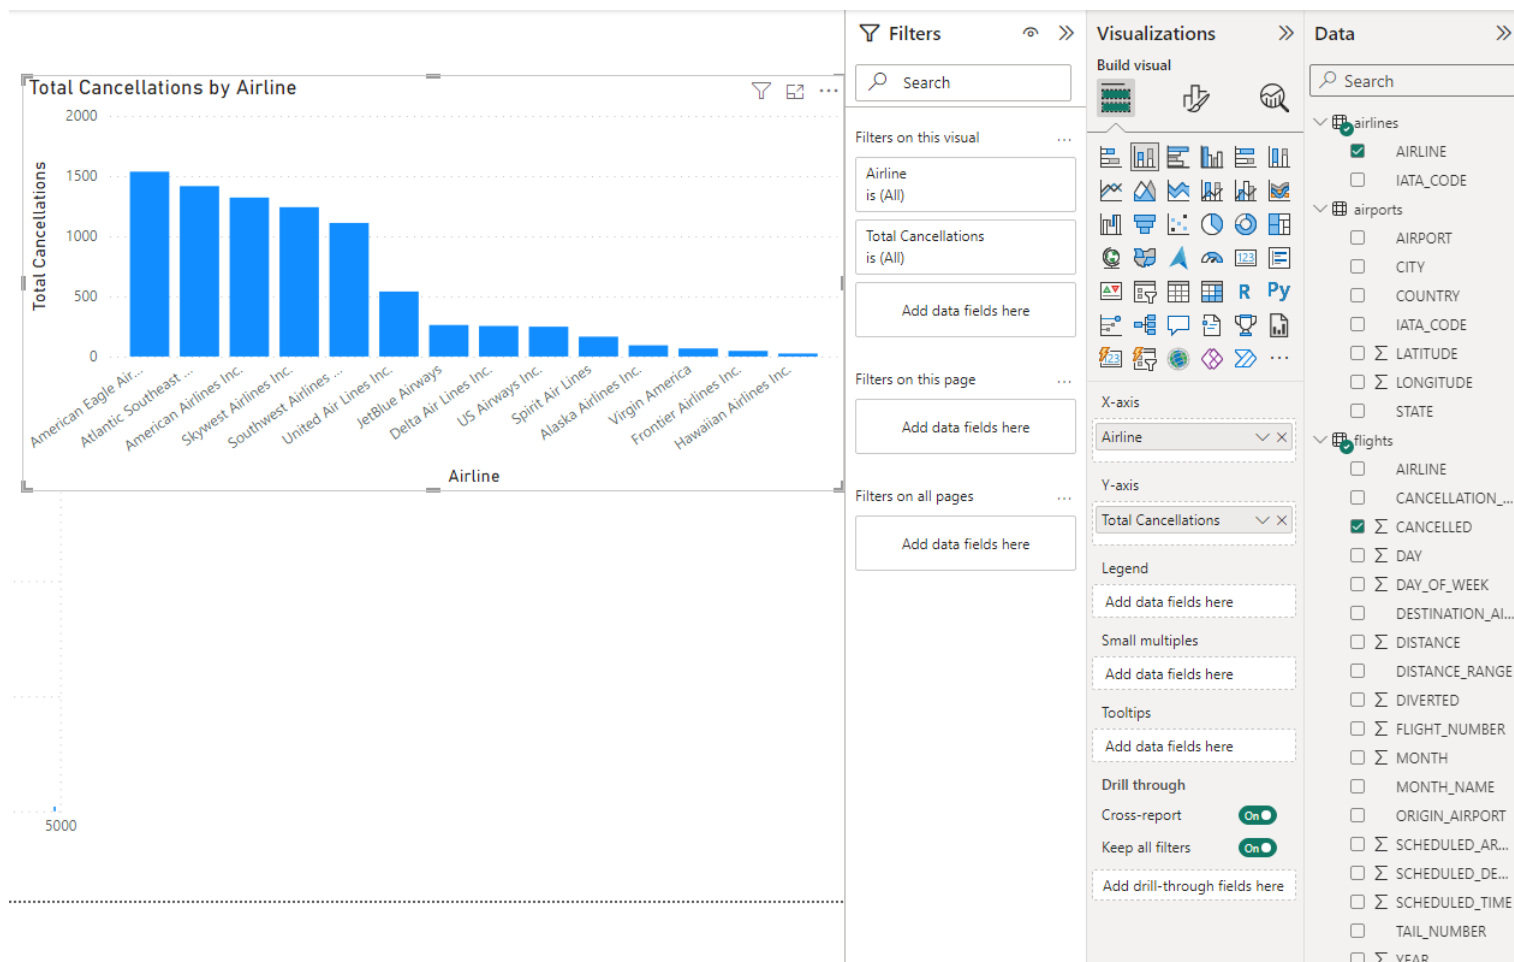 Total Cancellations by Airline
2000
1500
1000
500
0
Total Cancellations
American Eagle Air...
Atlantic Southeast ...
American Airlines Inc.
Skywest Airlines Inc.
Southwest Airlines ...
United Air Lines Inc.
JetBlue Airways
Delta Air Lines Inc.
US Airways Inc.
Spirit Air Lines
Alaska Airlines Inc.
Virgin America
Frontier Airlines Inc.
Hawaiian Airlines Inc.
Airline
5000
Filters
Search
Filters on this visual
Airline
is (All)
Total Cancellations
is (All)
Add data fields here
Filters on this page
Add data fields here
Filters on all pages
Add data fields here
Visualizations
Build visual
123
R
Py
123
X-axis
Airline
Y-axis
Total Cancellations
Legend
Add data fields here
Small multiples
Add data fields here
Tooltips
Add data fields here
Drill through
Cross-report
On
Keep all filters
On
Add drill-through fields here
Data
Search
airlines
AIRLINE
IATA_CODE
airports
AIRPORT
CITY
COUNTRY
IATA_CODE
Σ LATITUDE
Σ LONGITUDE
STATE
flights
AIRLINE
CANCELLATION_...
Σ CANCELLED
Σ DAY
Σ DAY_OF_WEEK
DESTINATION_AI...
Σ DISTANCE
DISTANCE_RANGE
Σ DIVERTED
Σ FLIGHT_NUMBER
Σ MONTH
MONTH_NAME
ORIGIN_AIRPORT
Σ SCHEDULED_AR...
Σ SCHEDULED_DE...
Σ SCHEDULED_TIME
TAIL_NUMBER
Σ YEAR